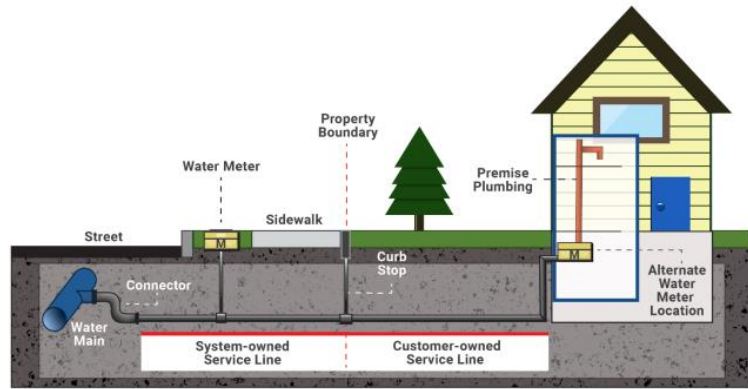 Property
Boundary
Water Meter
Premise
Plumbing
Sidewalk
Street
M
M
Curb
Stop
Connector
Alternate
Water
Meter
Location
Water
Main
System-owned
Service Line
Customer-owned
Service Line